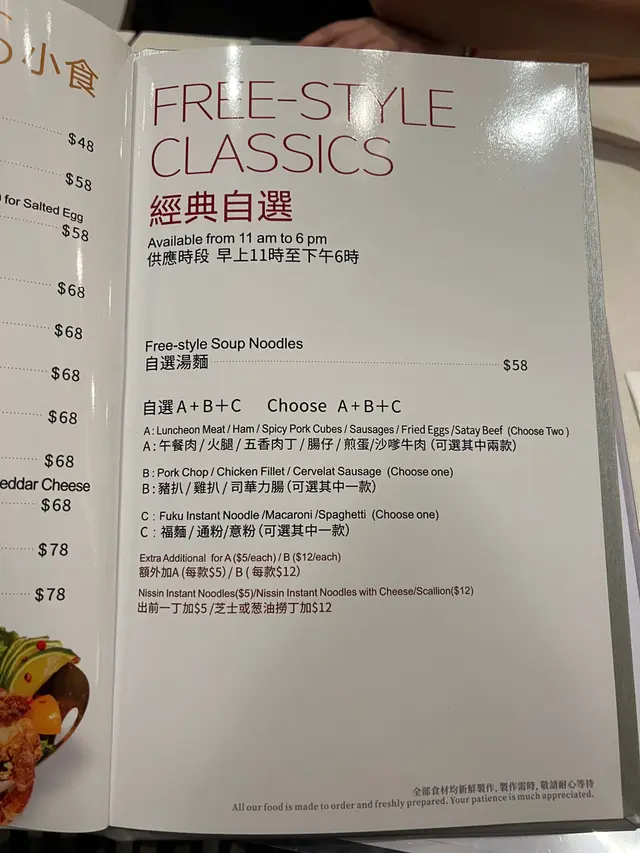 小食
$48
$58
for Salted Egg
$58
$68
$68
$68
$68
$68
eddar Cheese
$68
$78
$78
FREE-STYLE
CLASSICS
經典自選
Available from 11 am to 6 pm
供應時段 早上11時至下午6時
Free-style Soup Noodles
自選湯麵 $58
自選 A + B + C Choose A + B + C
A : Luncheon Meat / Ham / Spicy Pork Cubes / Sausages / Fried Eggs /Satay Beef (Choose Two )
A : 午餐肉 / 火腿 / 五香肉丁 / 腸仔 / 煎蛋/沙嗲牛肉 (可選其中兩款)
B : Pork Chop / Chicken Fillet / Cervelat Sausage (Choose one)
B : 豬扒 / 雞扒 / 司華力腸 (可選其中一款)
C : Fuku Instant Noodle /Macaroni /Spaghetti (Choose one)
C : 福麵 / 通粉/意粉 (可選其中一款)
Extra Additional for A ($5/each) / B ($12/each)
額外加A (每款$5) / B ( 每款$12)
Nissin Instant Noodles($5)/Nissin Instant Noodles with Cheese/Scallion($12)
出前一丁加$5 /芝士或葱油撈丁加$12
全部食材均新鮮製作, 製作需時, 敬請耐心等待
All our food is made to order and freshly prepared. Your patience is much appreciated.